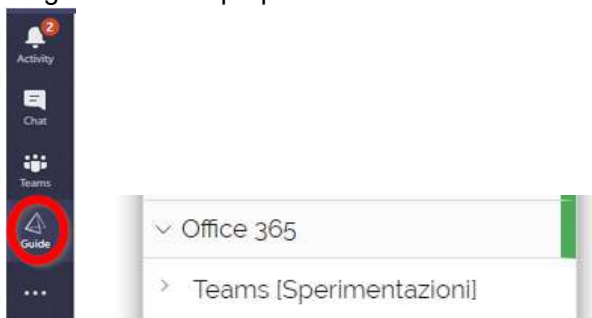 2
Activity
Chat
Teams
Guide
Office 365
Teams [Sperimentazioni]